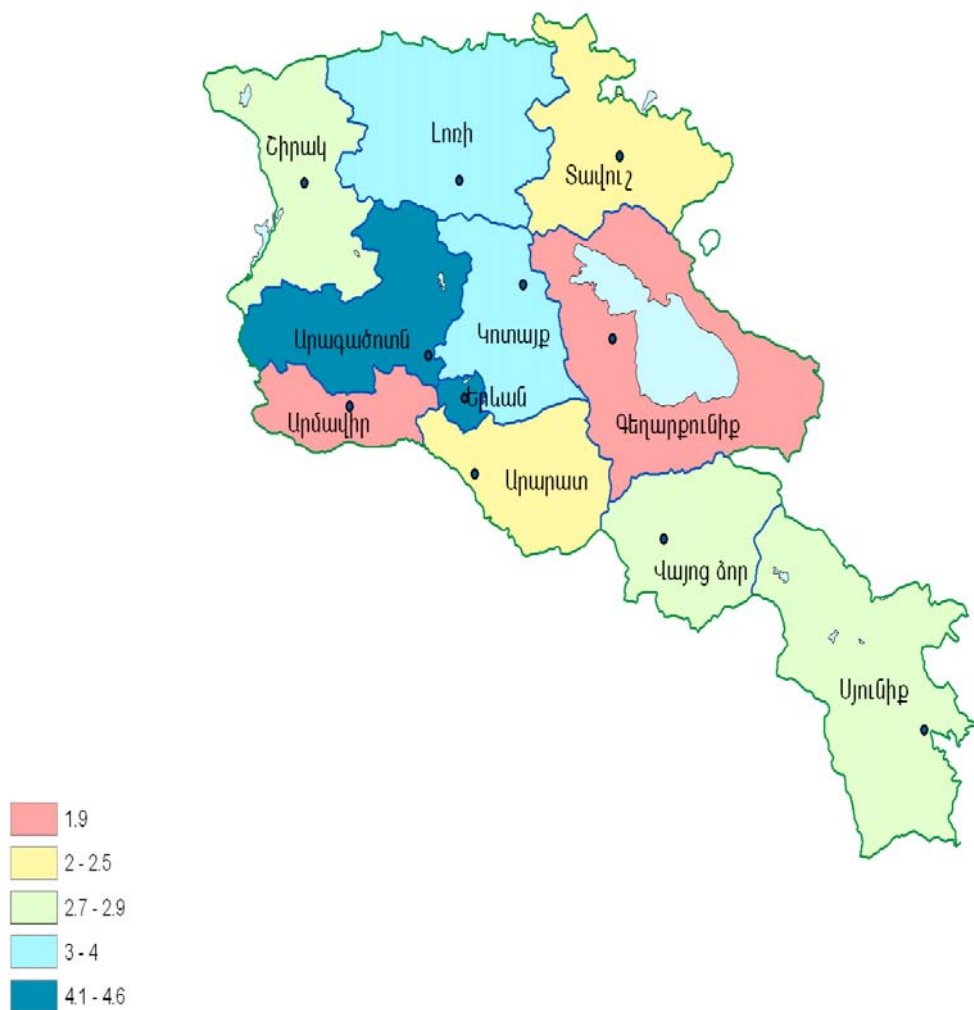 Լոռի
Շիրակ
Տավուշ
Արագածոտն
Կոտայք
Երևան
Արմավիր
Գեղարքունիք
Արարատ
Վայոց ձոր
Սյունիք
1.9
2 - 2.5
2.7 - 2.9
3 - 4
4.1 - 4.6